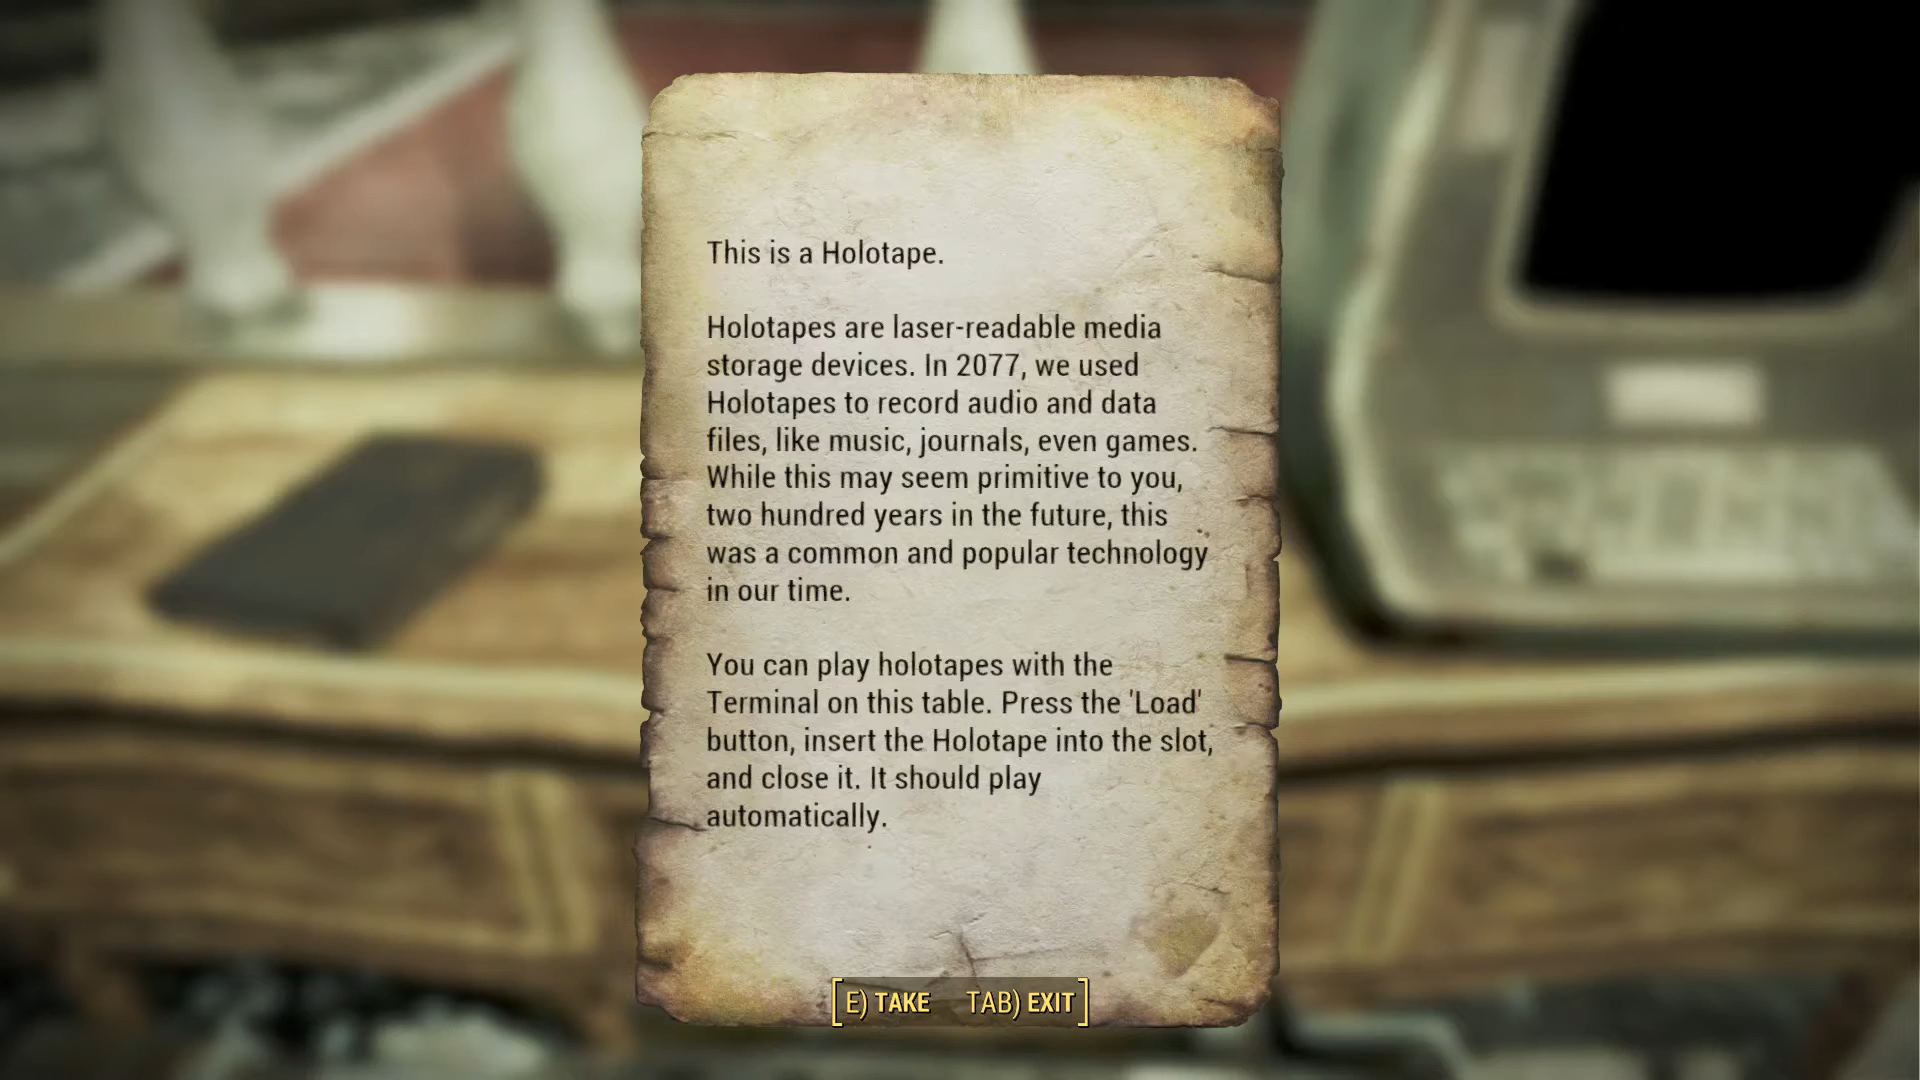 This is a Holotape.
Holotapes are laser-readable media
storage devices. In 2077, we used
Holotapes to record audio and data
files, like music, journals, even games.
While this may seem primitive to you,
two hundred years in the future, this
was a common and popular technology
in our time.
You can play holotapes with the
Terminal on this table. Press the 'Load'
button, insert the Holotape into the slot,
and close it. It should play
automatically.
E) TAKE TAB) EXIT